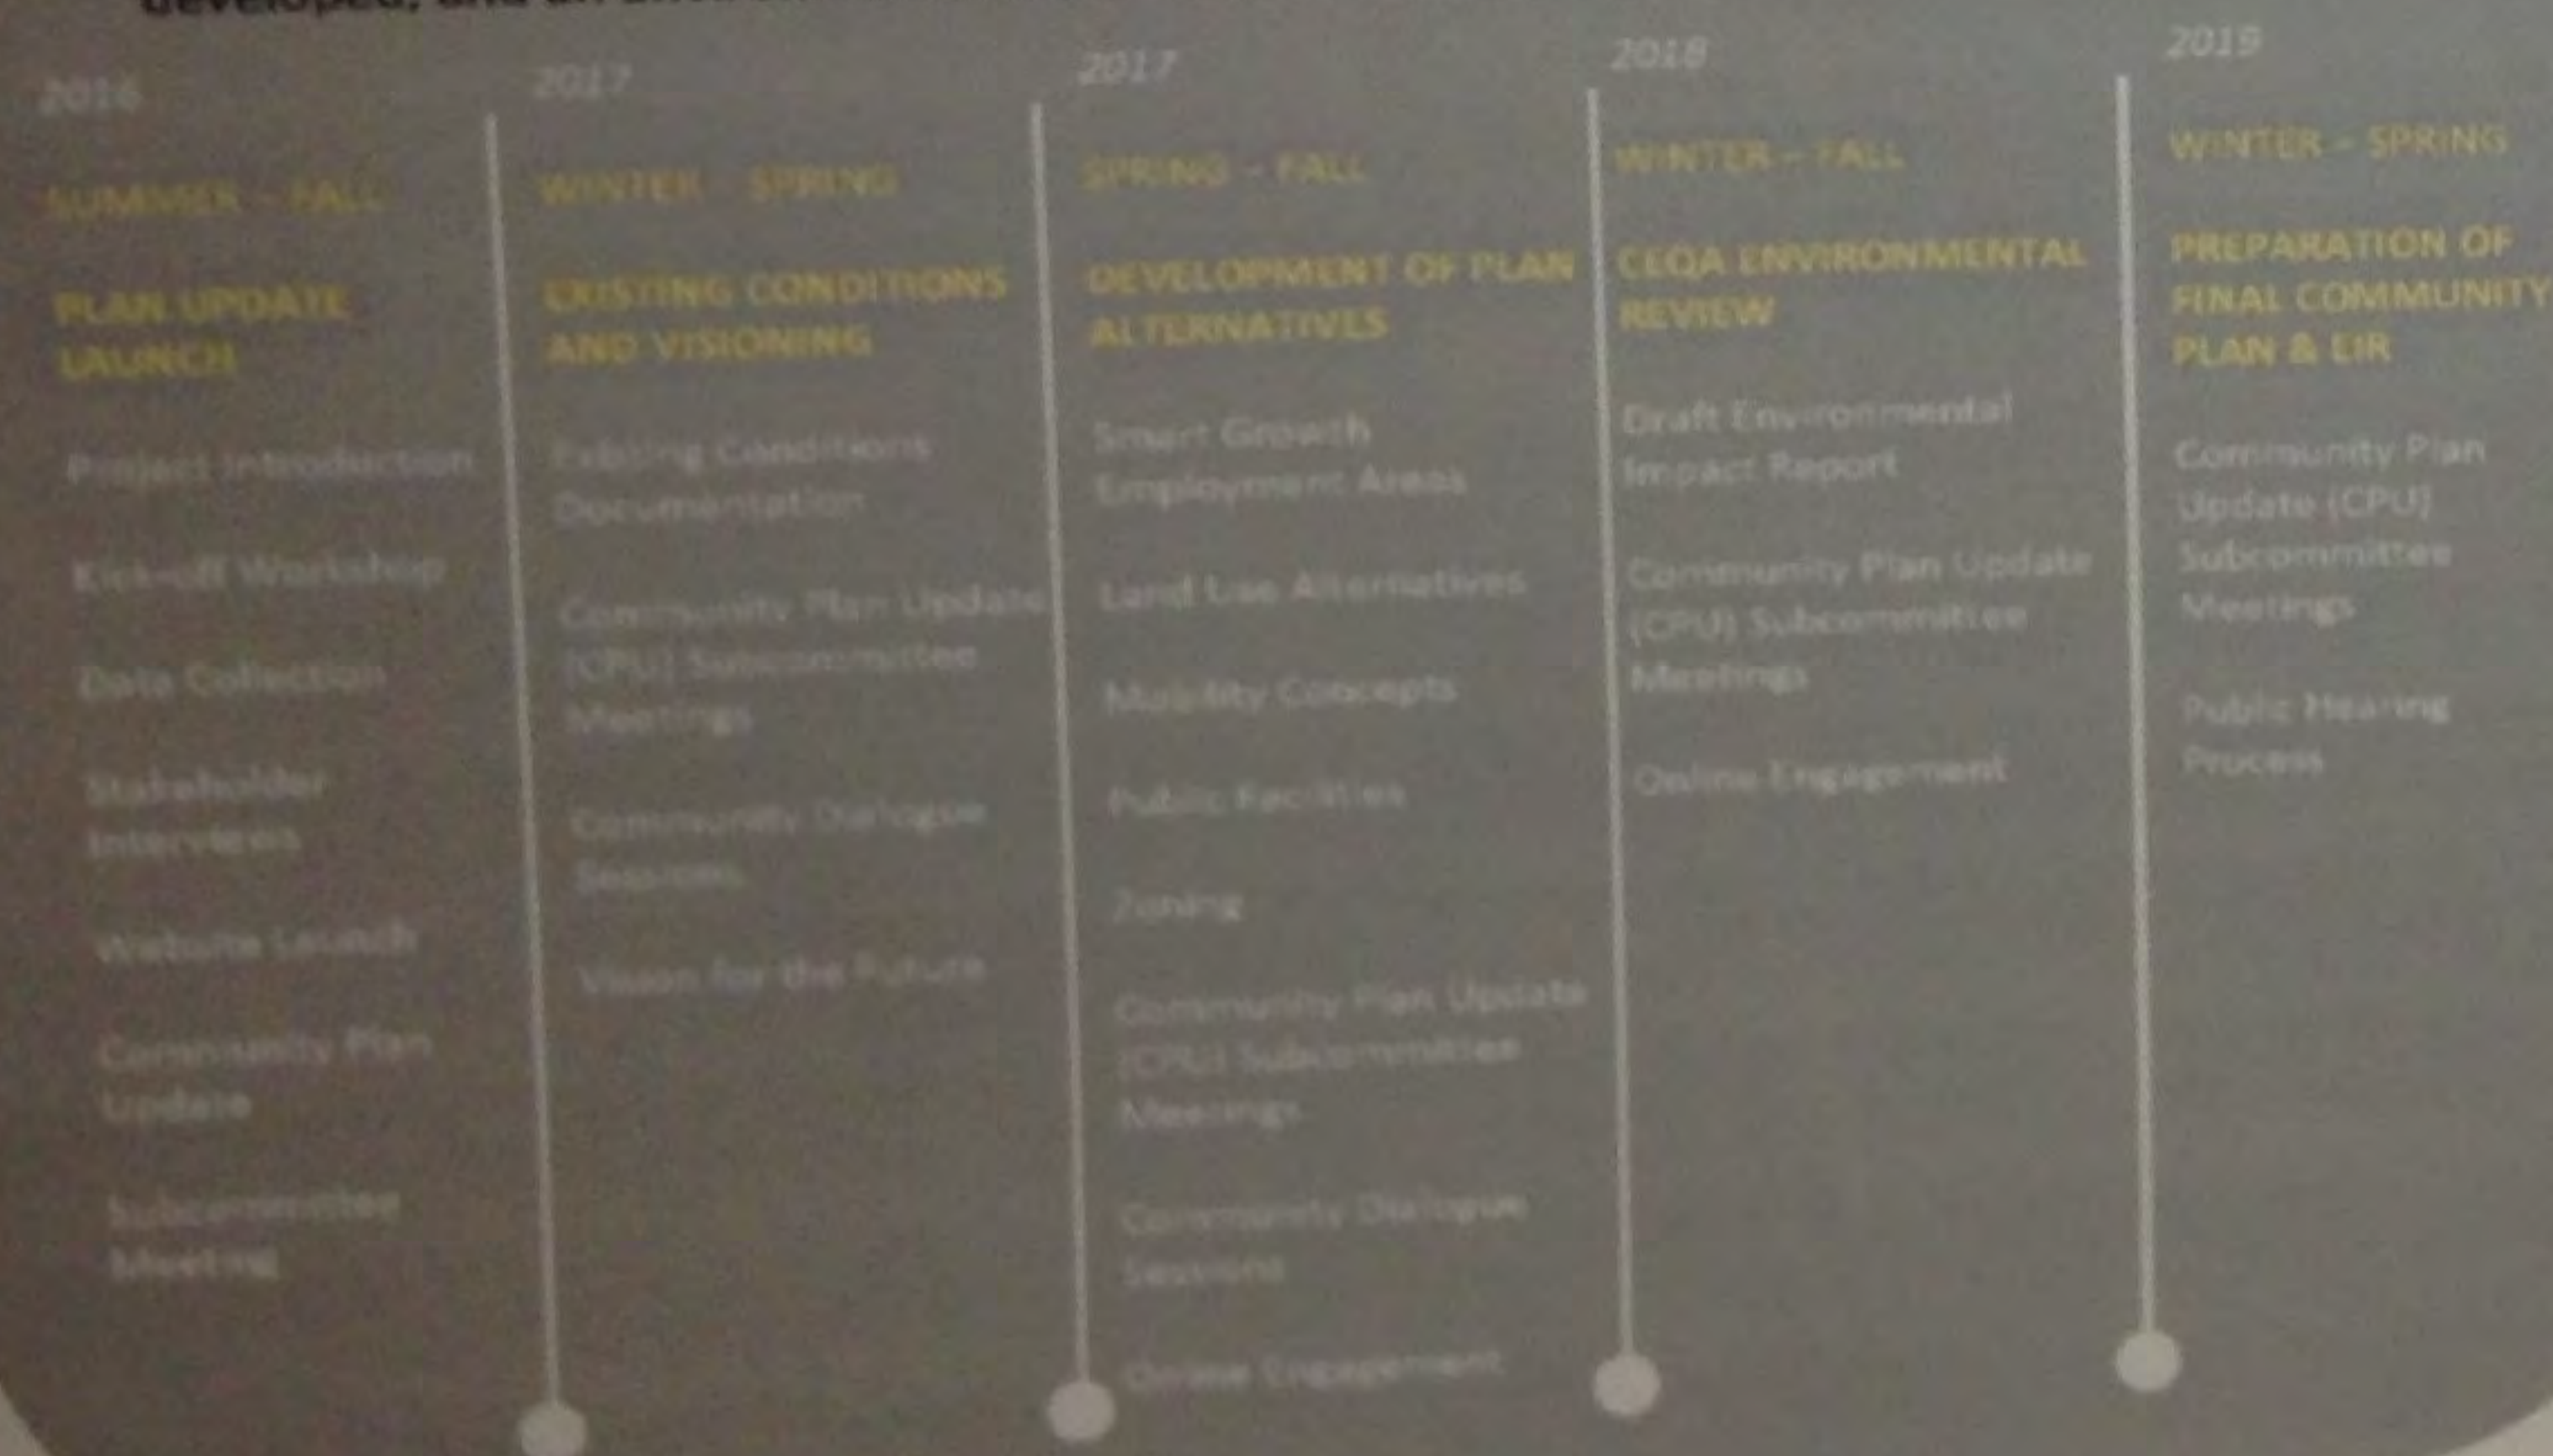 developed, and an
2016
SUMMER - FALL
PLAN UPDATE
LAUNCH
Project Introduction
Kick-off Workshop
Data Collection
Stakeholder
Interviews
Website Launch
Community Plan
Update
Subcommittee
Meeting
2017
WINTER - SPRING
EXISTING CONDITIONS
AND VISIONING
Existing Conditions
Documentation
Community Plan Update
(CPU) Subcommittee
Meetings
Community Dialogue
Sessions
Vision for the Future
2017
SPRING - FALL
DEVELOPMENT OF PLAN
ALTERNATIVES
Smart Growth
Employment Areas
Land Use Alternatives
Mobility Concepts
Public Facilities
Zoning
Community Plan Update
(CPU) Subcommittee
Meetings
Community Dialogue
Sessions
Online Engagement
2018
WINTER - FALL
CEQA ENVIRONMENTAL
REVIEW
Draft Environmental
Impact Report
Community Plan Update
(CPU) Subcommittee
Meetings
Online Engagement
2019
WINTER - SPRING
PREPARATION OF
FINAL COMMUNITY
PLAN & EIR
Community Plan
Update (CPU)
Subcommittee
Meetings
Public Hearing
Process